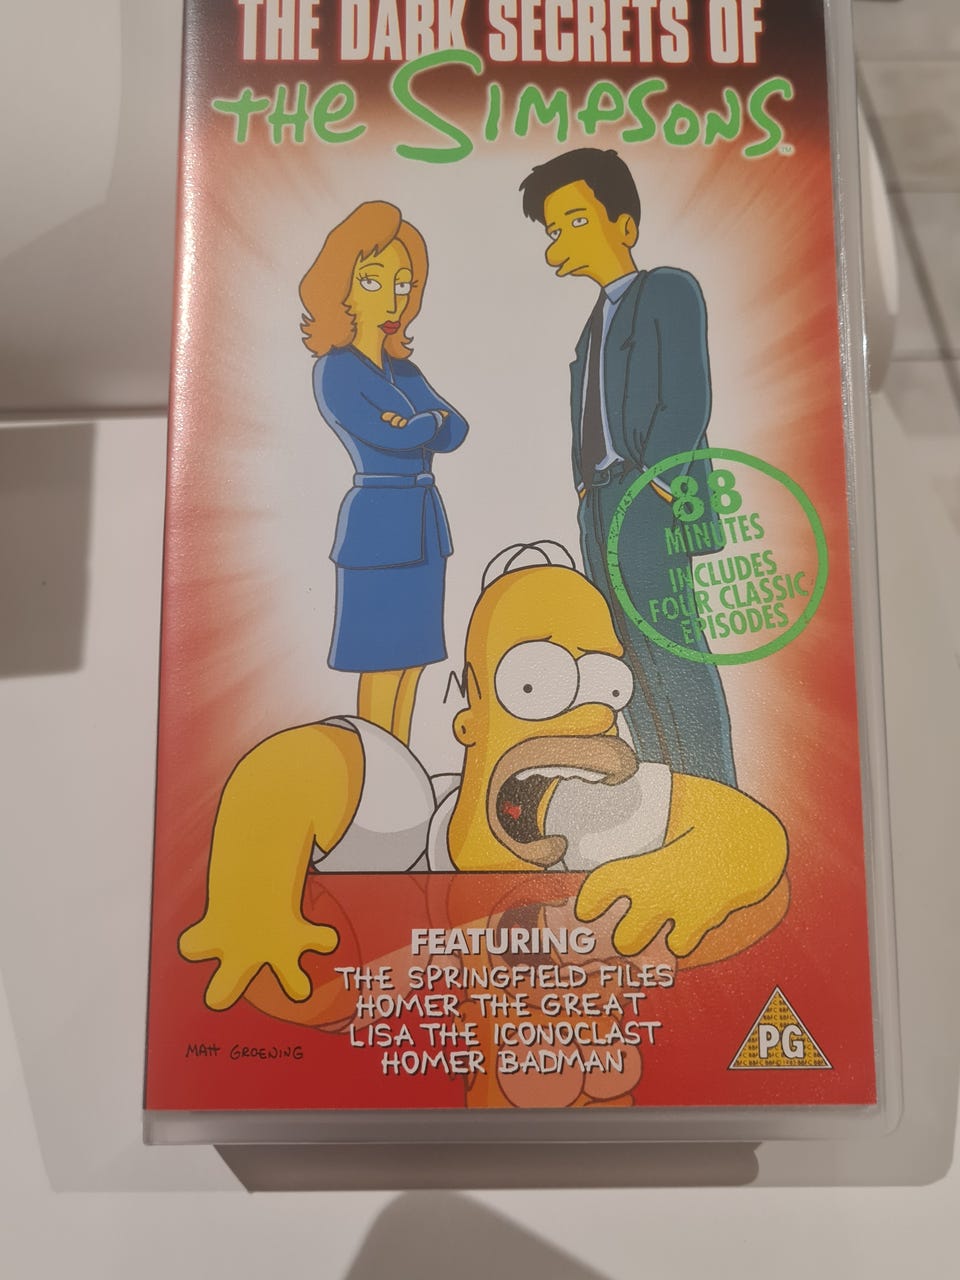 THE DARK SECRETS OF
THE SIMPSONS
TM
88
MINUTES
INCLUDES
FOUR CLASSIC
EPISODES
FEATURING
THE SPRINGFIELD FILES
HOMER THE GREAT
LISA THE ICONOCLAST
HOMER BADMAN
MATT GROENING
PG